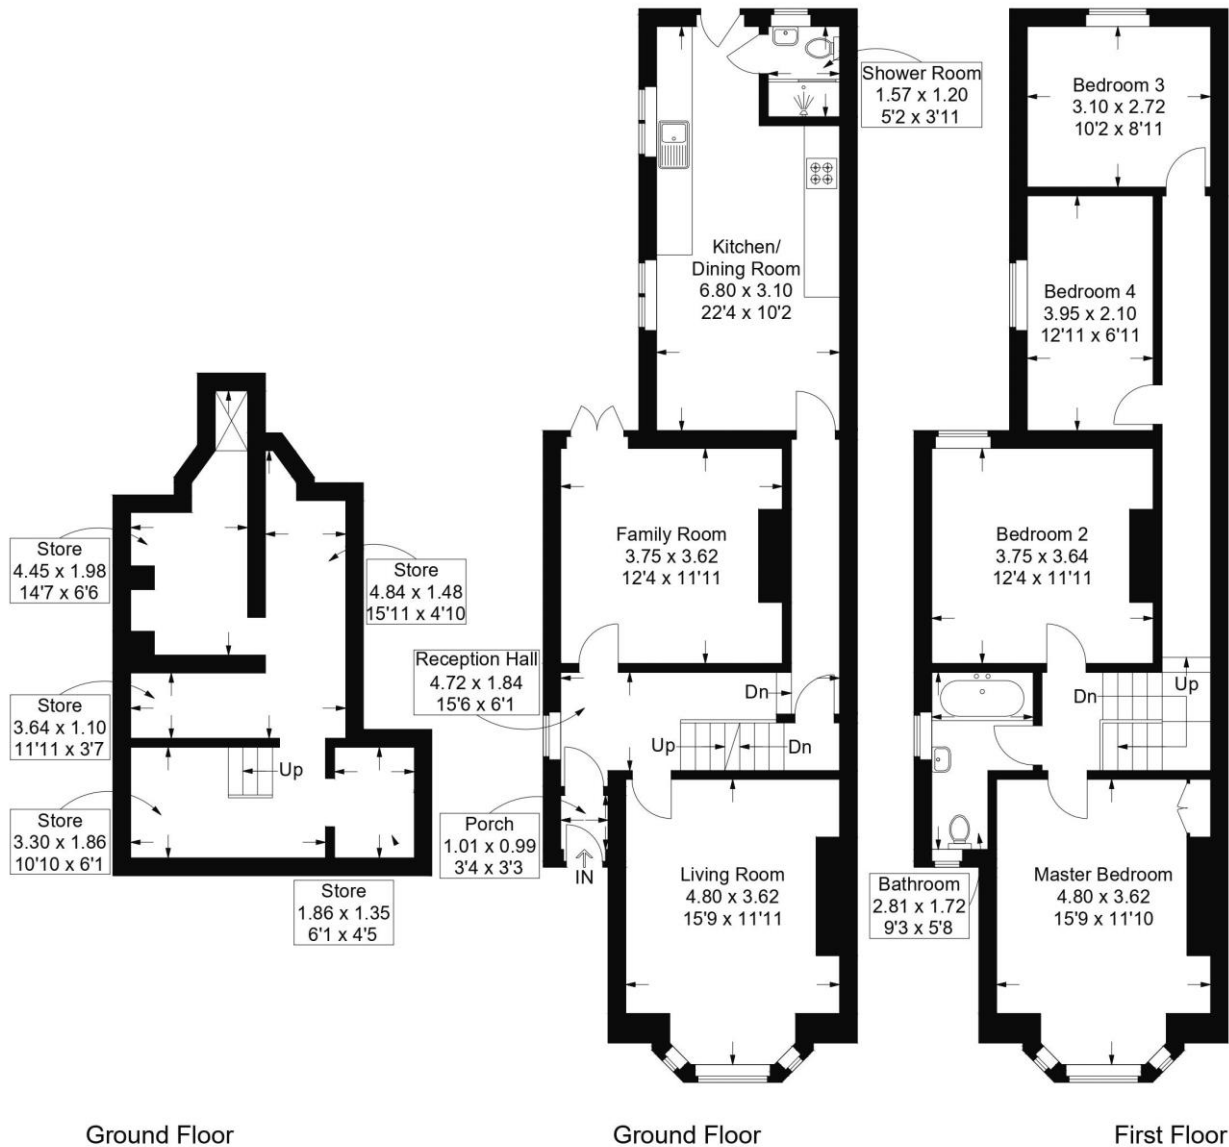 Store
4.45 x 1.98
14'7 x 6'6
Store
4.84 x 1.48
15'11 x 4'10
Store
3.64 x 1.10
11'11 x 3'7
Up
Store
3.30 x 1.86
10'10 x 6'1
Store
1.86 x 1.35
6'1 x 4'5
Ground Floor
Shower Room
1.57 x 1.20
5'2 x 3'11
Kitchen/
Dining Room
6.80 x 3.10
22'4 x 10'2
Family Room
3.75 x 3.62
12'4 x 11'11
Reception Hall
4.72 x 1.84
15'6 x 6'1
Dn
Up
Dn
Porch
1.01 x 0.99
3'4 x 3'3
IN
Living Room
4.80 x 3.62
15'9 x 11'11
Ground Floor
Bedroom 3
3.10 x 2.72
10'2 x 8'11
Bedroom 4
3.95 x 2.10
12'11 x 6'11
Bedroom 2
3.75 x 3.64
12'4 x 11'11
Dn
Up
Bathroom
2.81 x 1.72
9'3 x 5'8
Master Bedroom
4.80 x 3.62
15'9 x 11'10
First Floor